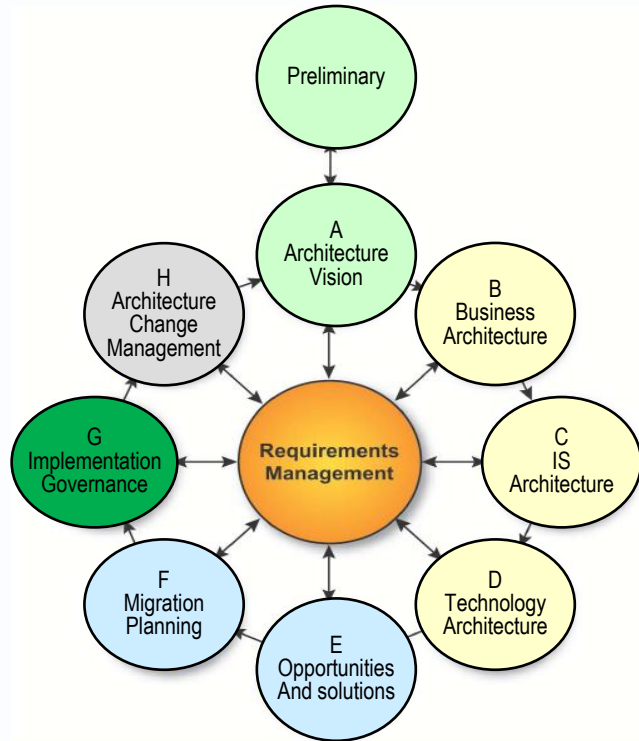 Preliminary
A
Architecture
Vision
B
Business
Architecture
C
IS
Architecture
D
Technology
Architecture
E
Opportunities
And solutions
F
Migration
Planning
G
Implementation
Governance
H
Architecture
Change
Management
Requirements
Management